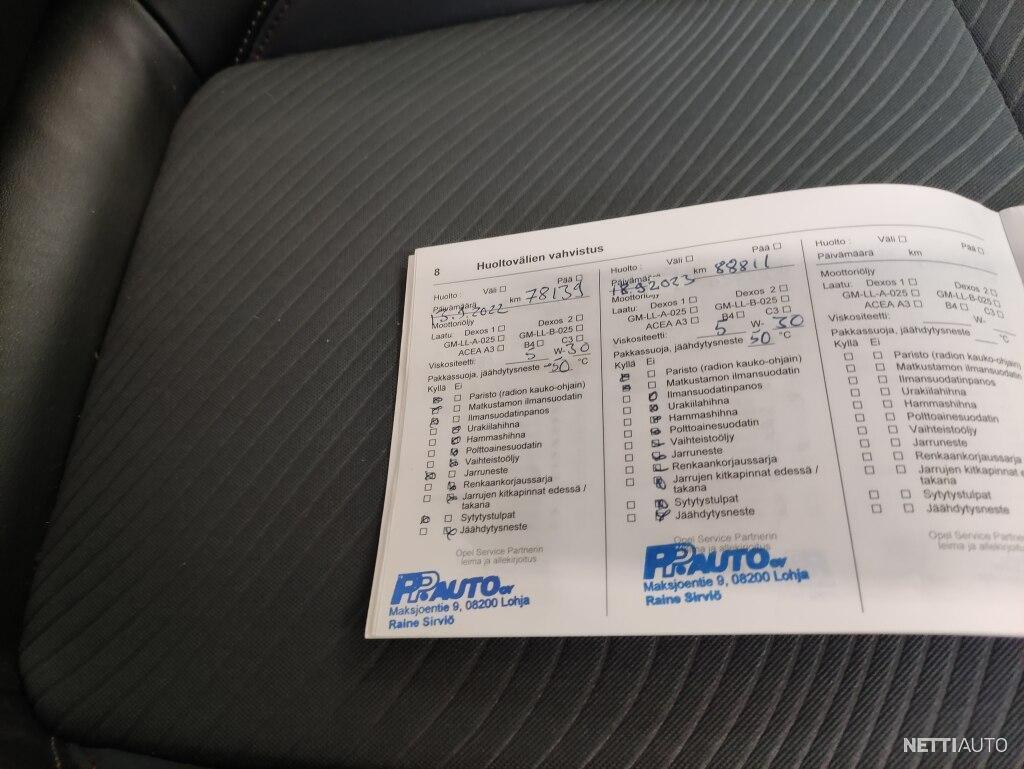 8 Huoltovälien vahvistus
Huolto : Väli Pää
Päivämäärä km 78139
15.9.2022
Moottoriöljy
Laatu: Dexos 1 Dexos 2
GM-LL-A-025 GM-LL-B-025
ACEA A3 B4 C3
Viskositeetti: 5 W- 30
Pakkassuoja, jäähdytysneste -50 °C
Kyllä Ei
Paristo (radion kauko-ohjain)
Matkustamon ilmansuodatin
Ilmansuodatinpanos
Urakiilahihna
Hammashihna
Polttoainesuodatin
Vaihteistoöljy
Jarruneste
Renkaankorjaussarja
Jarrujen kitkapinnat edessä /
takana
Sytytystulpat
Jäähdytysneste
Opel Service Partnerin
leima ja allekirjoitus
PP.AUTO OY
Maksjoentie 9, 08200 Lohja
Raine Sirviö
Huolto : Väli Pää
Päivämäärä km 88811
18.9.2023
Moottoriöljy
Laatu: Dexos 1 Dexos 2
GM-LL-A-025 GM-LL-B-025
ACEA A3 B4 C3
Viskositeetti: 5 W- 30
Pakkassuoja, jäähdytysneste 50 °C
Kyllä Ei
Paristo (radion kauko-ohjain)
Matkustamon ilmansuodatin
Ilmansuodatinpanos
Urakiilahihna
Hammashihna
Polttoainesuodatin
Vaihteistoöljy
Jarruneste
Renkaankorjaussarja
Jarrujen kitkapinnat edessä /
takana
Sytytystulpat
Jäähdytysneste
Opel Service Partnerin
leima ja allekirjoitus
PP.AUTO OY
Maksjoentie 9, 08200 Lohja
Raine Sirviö
Huolto : Väli Pää
Päivämäärä km
Moottoriöljy
Laatu: Dexos 1 Dexos 2
GM-LL-A-025 GM-LL-B-025
ACEA A3 B4 C3
Viskositeetti: W-
Pakkassuoja, jäähdytysneste °C
Kyllä Ei
Paristo (radion kauko-ohjain)
Matkustamon ilmansuodatin
Ilmansuodatinpanos
Urakiilahihna
Hammashihna
Polttoainesuodatin
Vaihteistoöljy
Jarruneste
Renkaankorjaussarja
Jarrujen kitkapinnat edessä
takana
Sytytystulpat
Jäähdytysneste
Opel Service Partnerin
leima ja allekirjoitus
NETTIAUTO